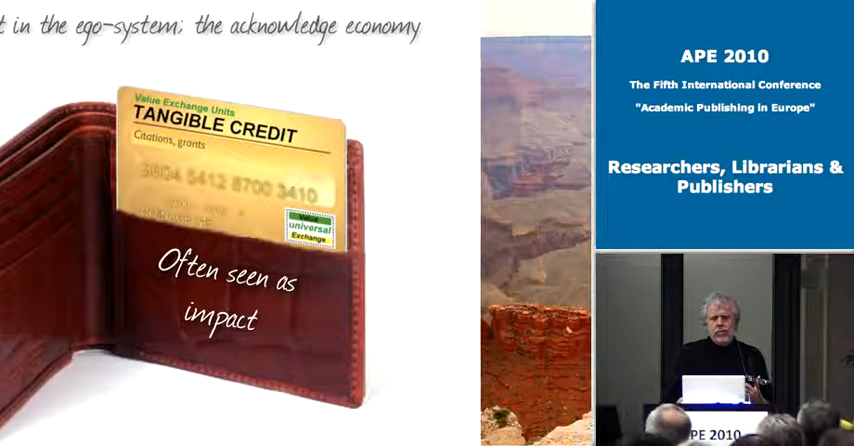 t in the ego-system; the acknowledge economy
Value Exchange Units
TANGIBLE CREDIT
Citations, grants
3604 5412 8700 3410
Value
universal
Exchange
Often seen as
impact
APE 2010
The Fifth International Conference
"Academic Publishing in Europe"
Researchers, Librarians &
Publishers
PE 2010